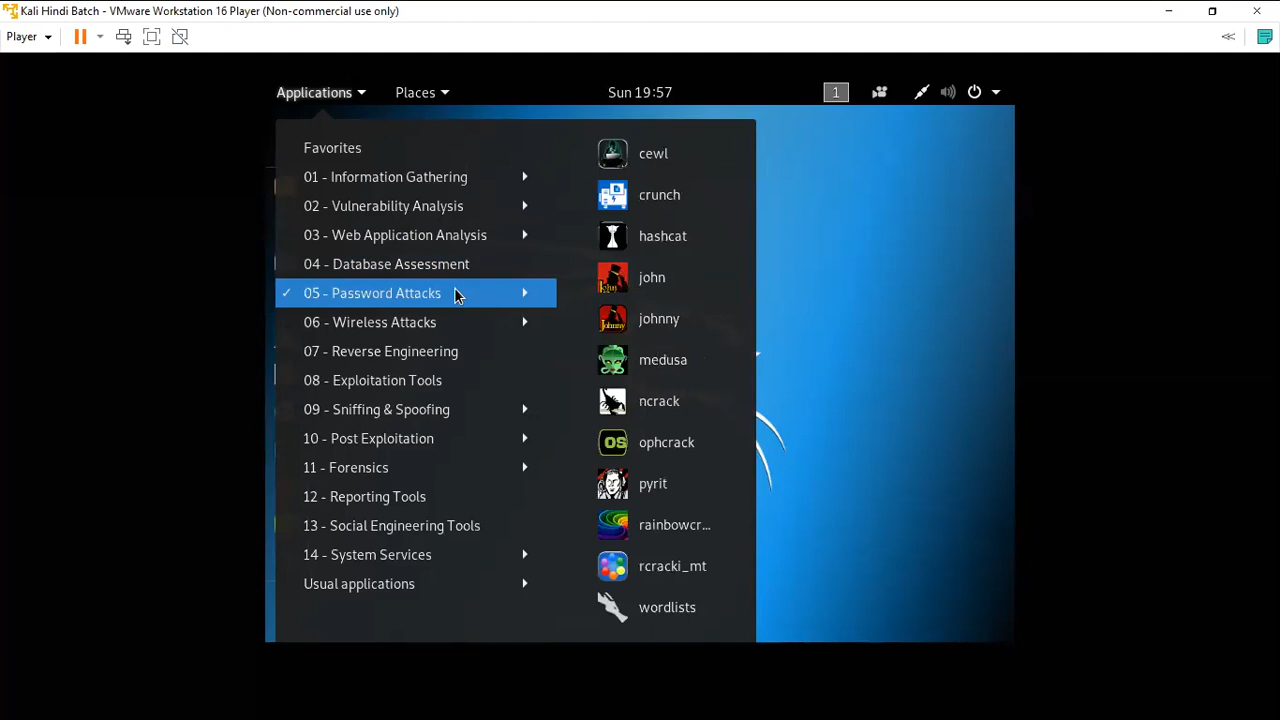 Kali Hindi Batch - VMware Workstation 16 Player (Non-commercial use only)
Player
Applications Places Sun 19:57 1
Favorites
01 - Information Gathering
02 - Vulnerability Analysis
03 - Web Application Analysis
04 - Database Assessment
05 - Password Attacks
06 - Wireless Attacks
07 - Reverse Engineering
08 - Exploitation Tools
09 - Sniffing & Spoofing
10 - Post Exploitation
11 - Forensics
12 - Reporting Tools
13 - Social Engineering Tools
14 - System Services
Usual applications
cewl
crunch
hashcat
john
johnny
medusa
ncrack
OS ophcrack
pyrit
rainbowcr...
rcracki_mt
wordlists